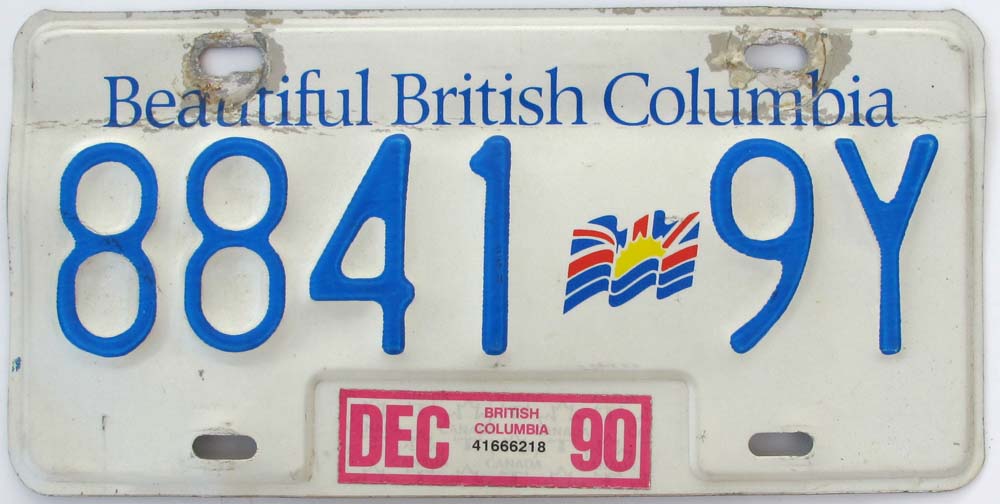 Beautiful British Columbia
8841 9Y
DEC BRITISH COLUMBIA 41666218 90